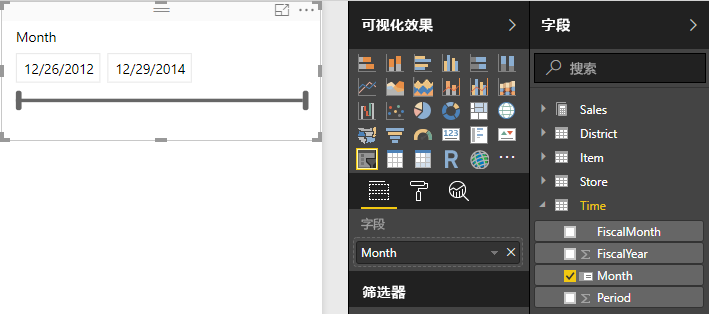 Month
12/26/2012 12/29/2014
可视化效果
123
R
字段
Month
筛选器
字段
搜索
Sales
District
Item
Store
Time
FiscalMonth
FiscalYear
Month
Period